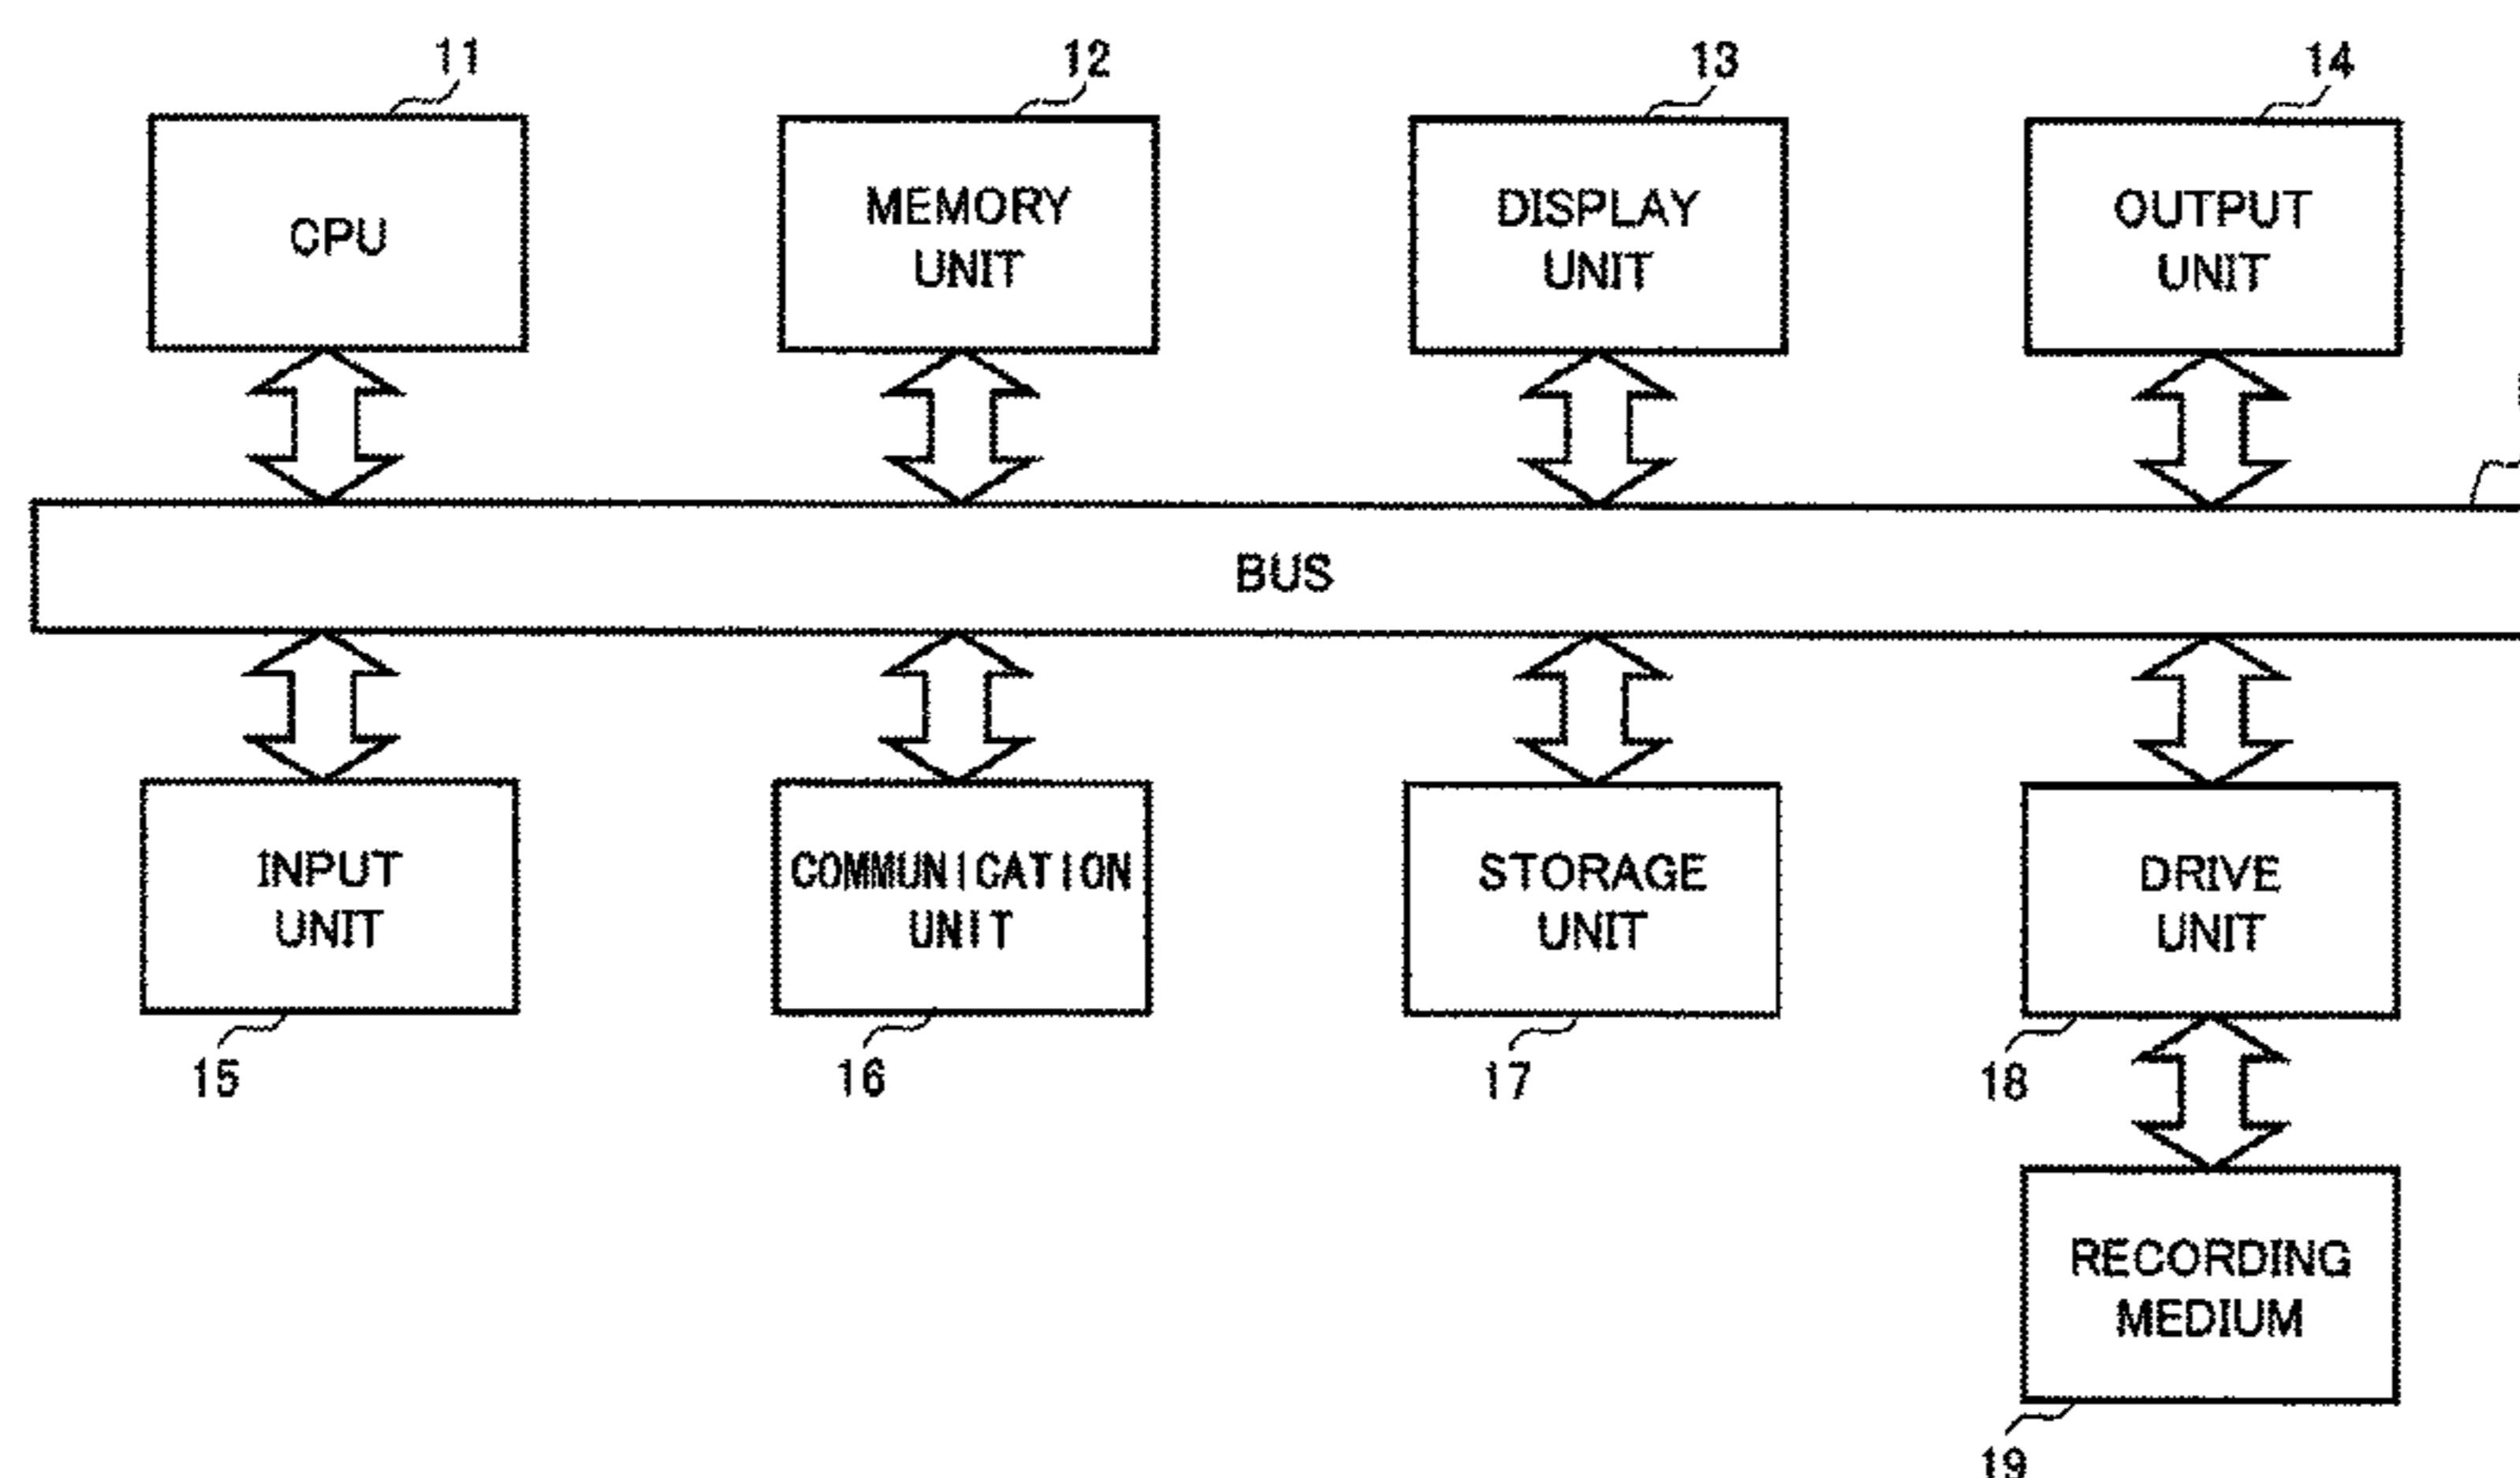 11
12
13
14
CPU
MEMORY
UNIT
DISPLAY
UNIT
OUTPUT
UNIT
BUS
INPUT
UNIT
COMMUNICATION
UNIT
STORAGE
UNIT
DRIVE
UNIT
15
16
17
18
RECORDING
MEDIUM
19